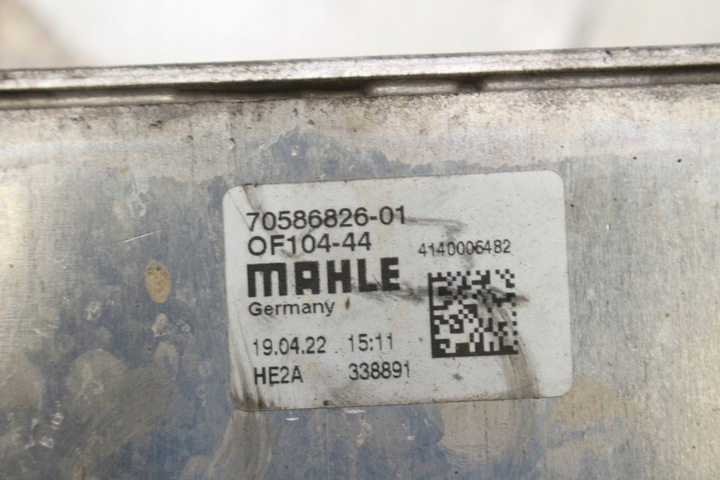 70586826-01
OF104-44
4140006482
MAHLE
Germany
19.04.22 15:11
HE2A 338891